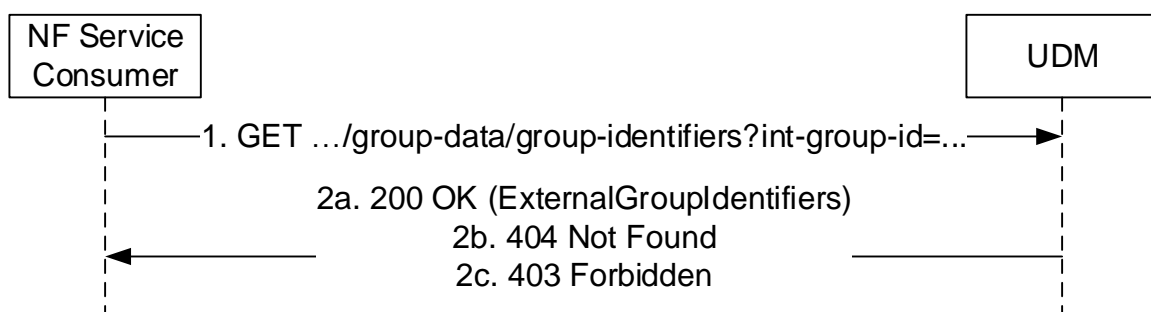 NF Service
Consumer
UDM
1. GET …/group-data/group-identifiers?int-group-id=...
2a. 200 OK (ExternalGroupIdentifiers)
2b. 404 Not Found
2c. 403 Forbidden